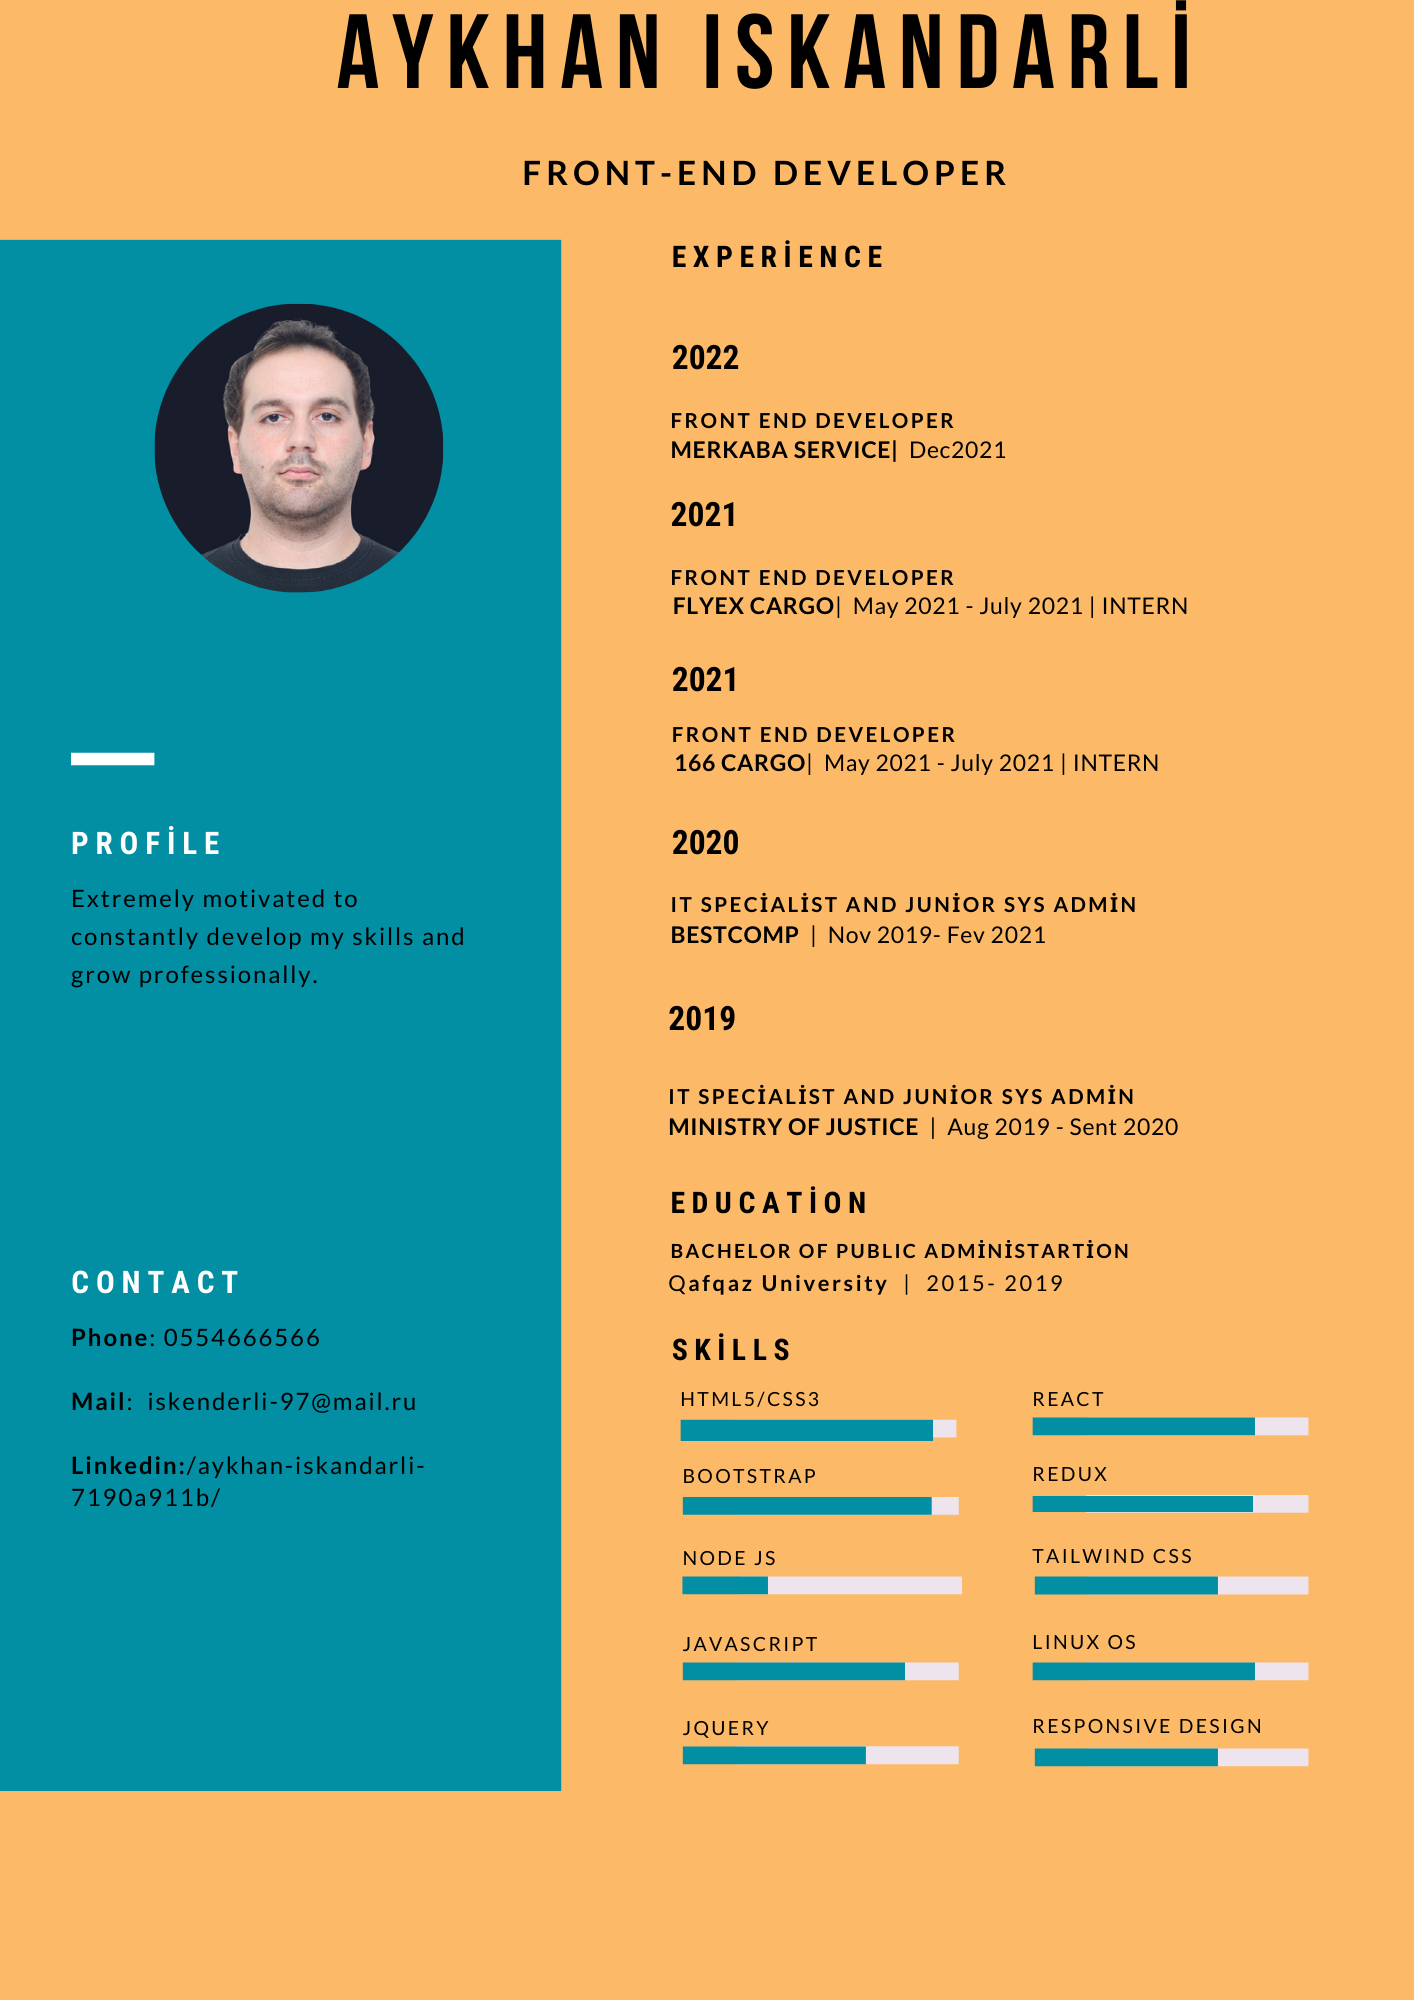 AYKHAN ISKANDARLİ
FRONT-END DEVELOPER
PROFİLE
Extremely motivated to
constantly develop my skills and
grow professionally.
CONTACT
Phone: 0554666566
Mail:  iskenderli-97@mail.ru
Linkedin:/aykhan-iskandarli-
7190a911b/
EXPERİENCE
2022
FRONT END DEVELOPER
MERKABA SERVICE|  Dec2021
2021
FRONT END DEVELOPER
FLYEX CARGO|  May 2021 - July 2021 | INTERN
2021
FRONT END DEVELOPER
166 CARGO|  May 2021 - July 2021 | INTERN
2020
IT SPECİALİST AND JUNİOR SYS ADMİN
BESTCOMP  |  Nov 2019- Fev 2021
2019
IT SPECİALİST AND JUNİOR SYS ADMİN
MINISTRY OF JUSTICE  |  Aug 2019 - Sent 2020
EDUCATİON
BACHELOR OF PUBLIC ADMİNİSTARTİON
Qafqaz University  |  2015- 2019
SKİLLS
HTML5/CSS3
BOOTSTRAP
NODE JS
JAVASCRIPT
JQUERY
REACT
REDUX
TAILWIND CSS
LINUX OS
RESPONSIVE DESIGN